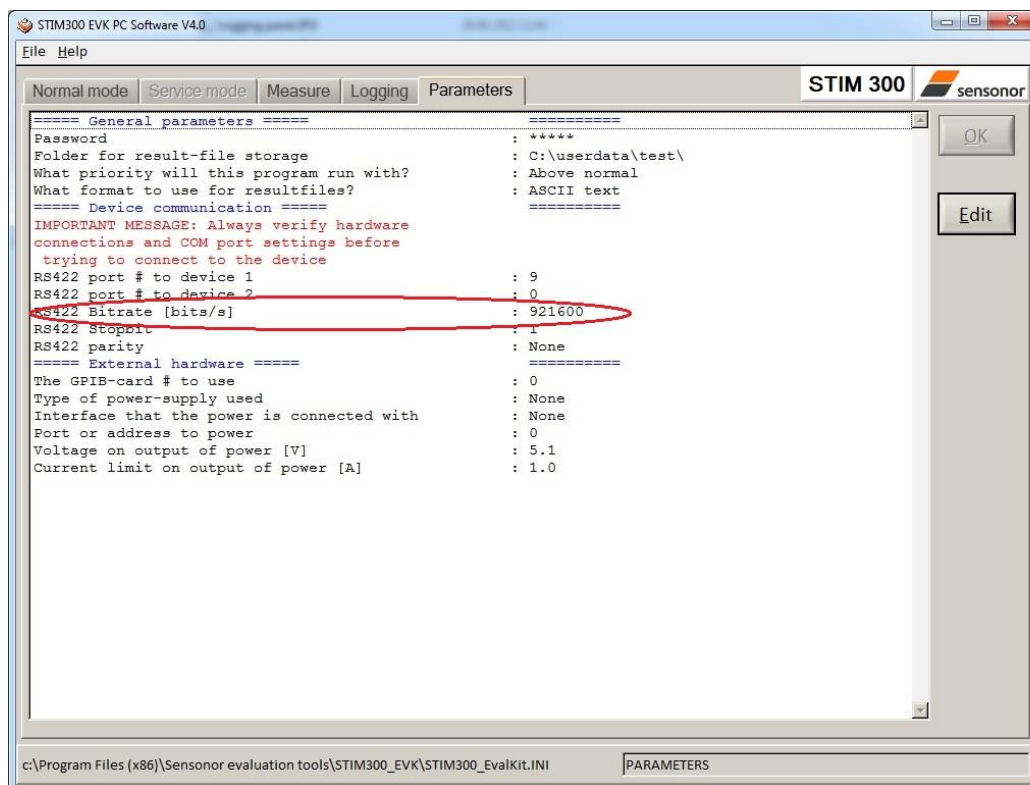 STIM300 EVK PC Software V4.0
File Help
Normal mode Service mode Measure Logging Parameters
STIM 300 sensonor
===== General parameters ===== ==========
Password : *****
Folder for result-file storage : C:\userdata\test\
What priority will this program run with? : Above normal
What format to use for resultfiles? : ASCII text
===== Device communication ===== ==========
IMPORTANT MESSAGE: Always verify hardware
connections and COM port settings before
trying to connect to the device
RS422 port # to device 1 : 9
RS422 port # to device 2 : 0
RS422 Bitrate [bits/s] : 921600
RS422 Stopbit : 1
RS422 parity : None
===== External hardware ===== ==========
The GPIB-card # to use : 0
Type of power-supply used : None
Interface that the power is connected with : None
Port or address to power : 0
Voltage on output of power [V] : 5.1
Current limit on output of power [A] : 1.0
OK
Edit
c:\Program Files (x86)\Sensonor evaluation tools\STIM300_EVK\STIM300_EvalKit.INI PARAMETERS